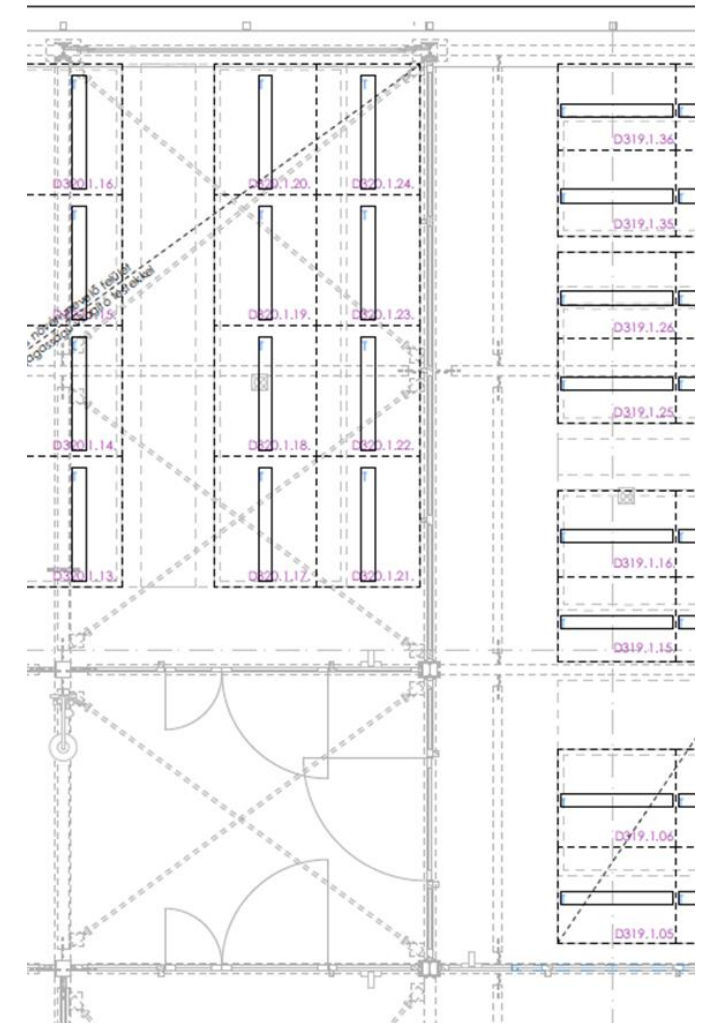 T T T
D319.1.36
D320.1.16. D320.1.20. D320.1.24.
T T T
D319.1.35
D320.1.15. D320.1.19. D320.1.23.
D319.1.26
T T T
D319.1.25
D320.1.14. D320.1.18. D320.1.22.
T T T
D319.1.16
D320.1.13. D320.1.17. D320.1.21.
D319.1.15
D319.1.06
D319.1.05